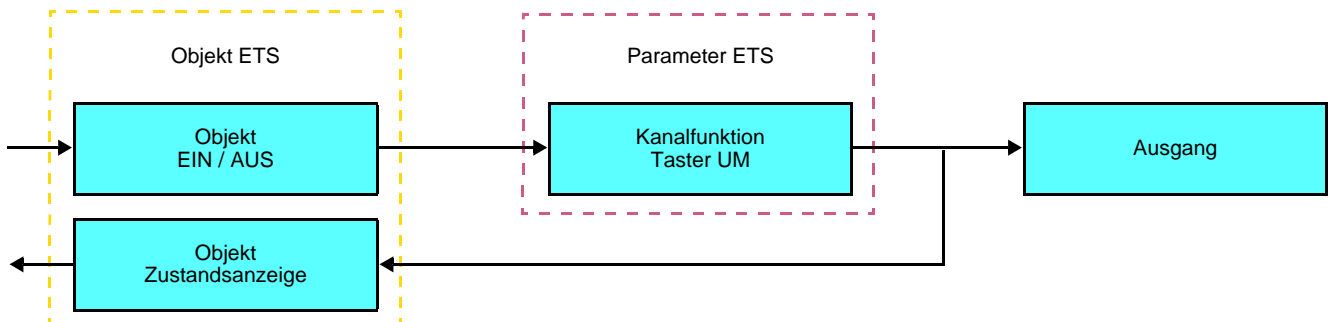 Objekt ETS
Parameter ETS
Objekt
EIN / AUS
Kanalfunktion
Taster UM
Ausgang
Objekt
Zustandsanzeige